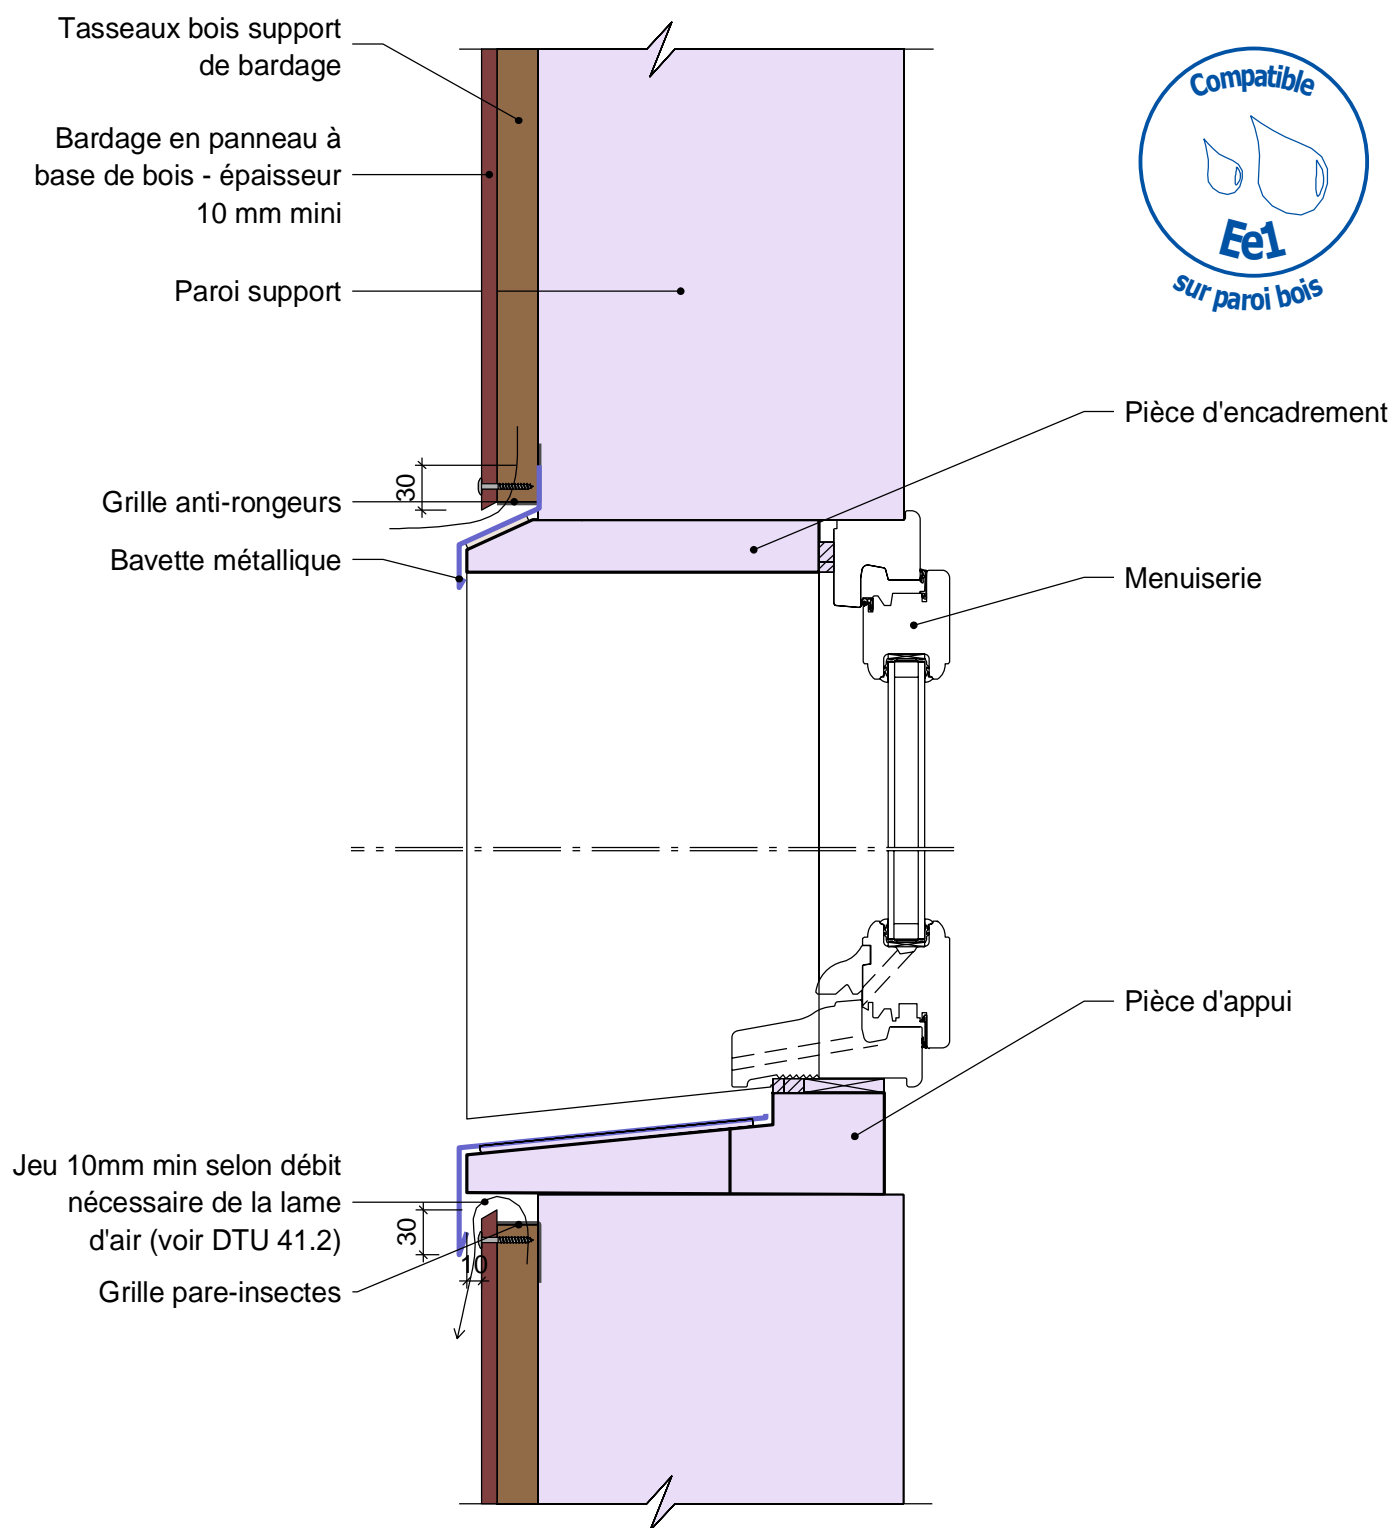 Tasseaux bois support
de bardage
Bardage en panneau à
base de bois - épaisseur
10 mm mini
Paroi support
Compatible
Ee1
sur paroi bois
Pièce d'encadrement
30
Grille anti-rongeurs
Bavette métallique
Menuiserie
Pièce d'appui
Jeu 10mm min selon débit
nécessaire de la lame
d'air (voir DTU 41.2)
30
10
Grille pare-insectes